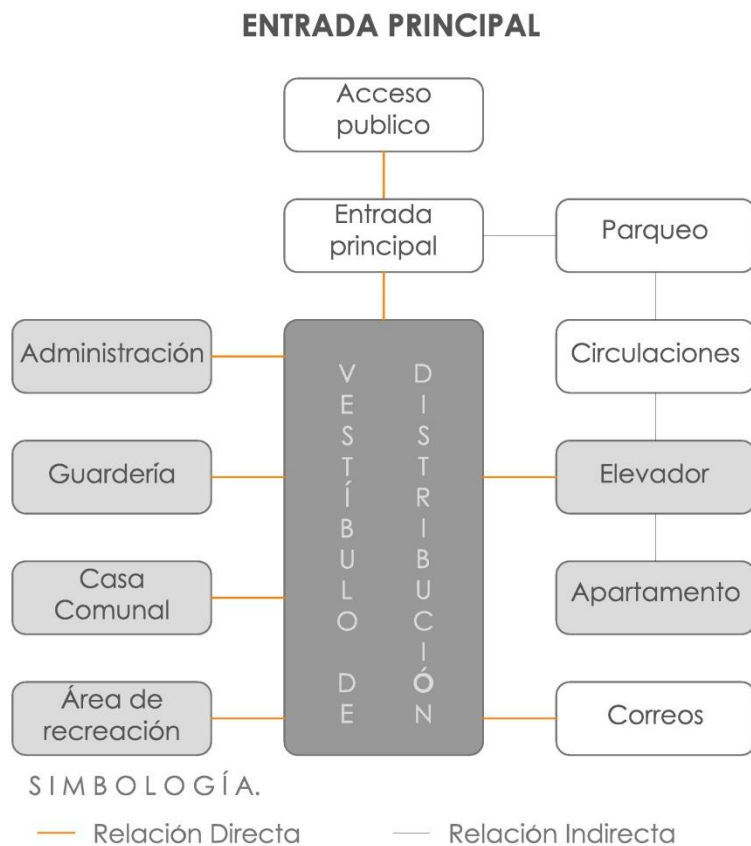 ENTRADA PRINCIPAL
Acceso
publico
Entrada
principal
Parqueo
Administración
Circulaciones
Guardería
Elevador
Casa
Comunal
Apartamento
Área de
recreación
Correos
VESTÍBULO DE
DISTRIBUCIÓN
SIMBOLOGÍA.
Relación Directa
Relación Indirecta